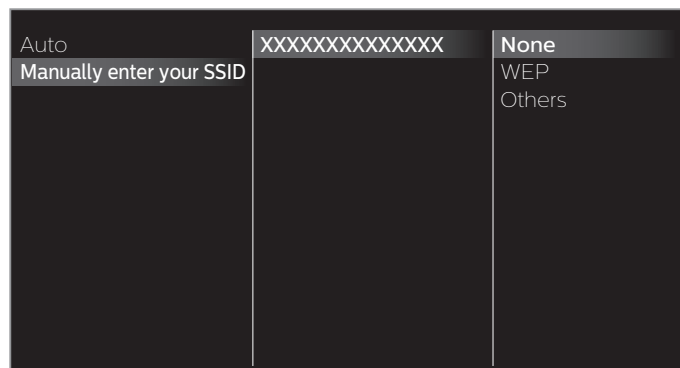 Auto
Manually enter your SSID
XXXXXXXXXXXXXX
None
WEP
Others